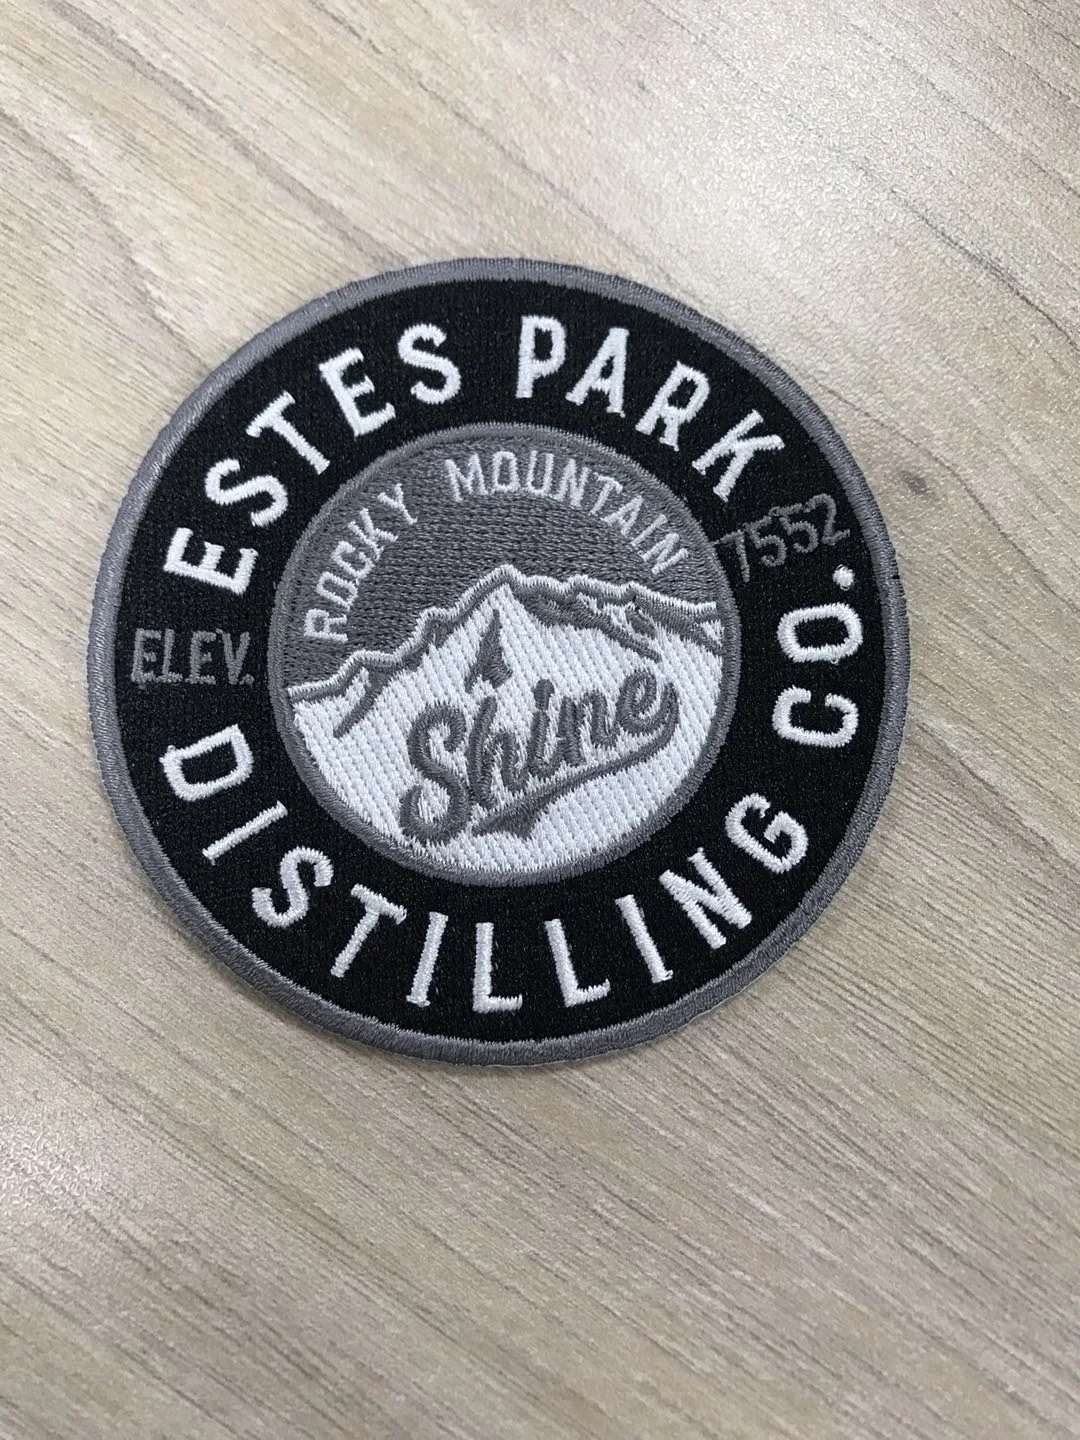 ESTES PARK
ELEV. 7552
DISTILLING CO.
ROCKY MOUNTAIN
Shine